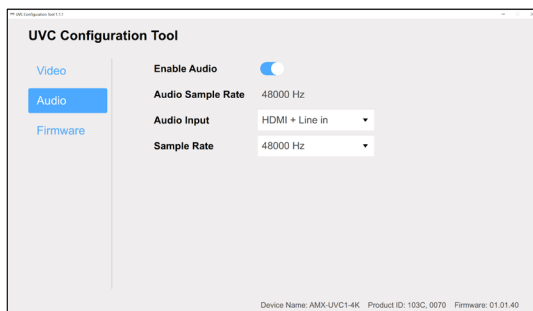 UVC Configuration Tool 1.1.1
UVC Configuration Tool
Video
Audio
Firmware
Enable Audio
Audio Sample Rate 48000 Hz
Audio Input HDMI + Line in
Sample Rate 48000 Hz
Device Name: AMX-UVC1-4K Product ID: 103C, 0070 Firmware: 01.01.40